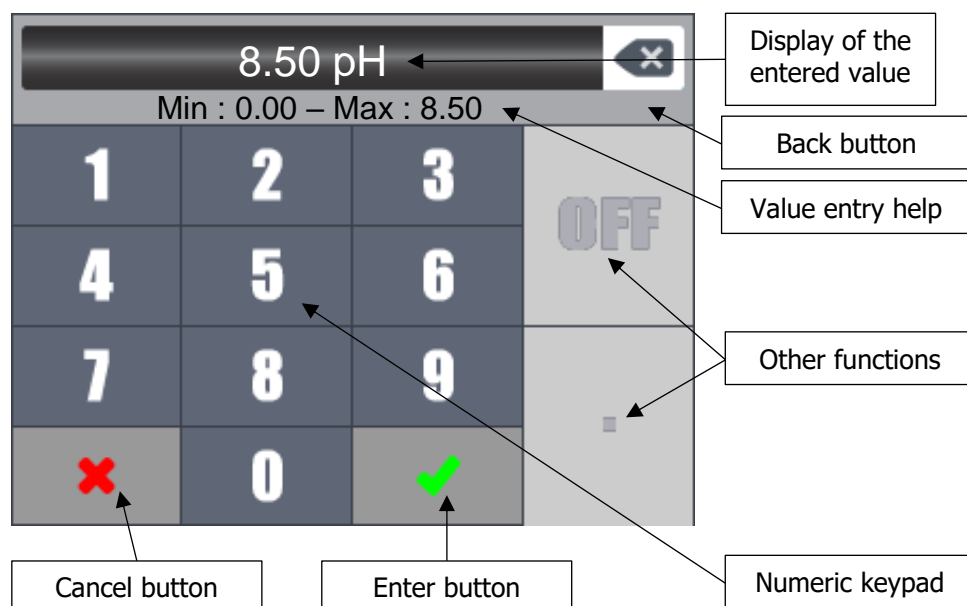 8.50 pH
Min : 0.00 – Max : 8.50
1 2 3
OFF
4 5 6
7 8 9
.
0
Display of the
entered value
Back button
Value entry help
Other functions
Numeric keypad
Cancel button
Enter button